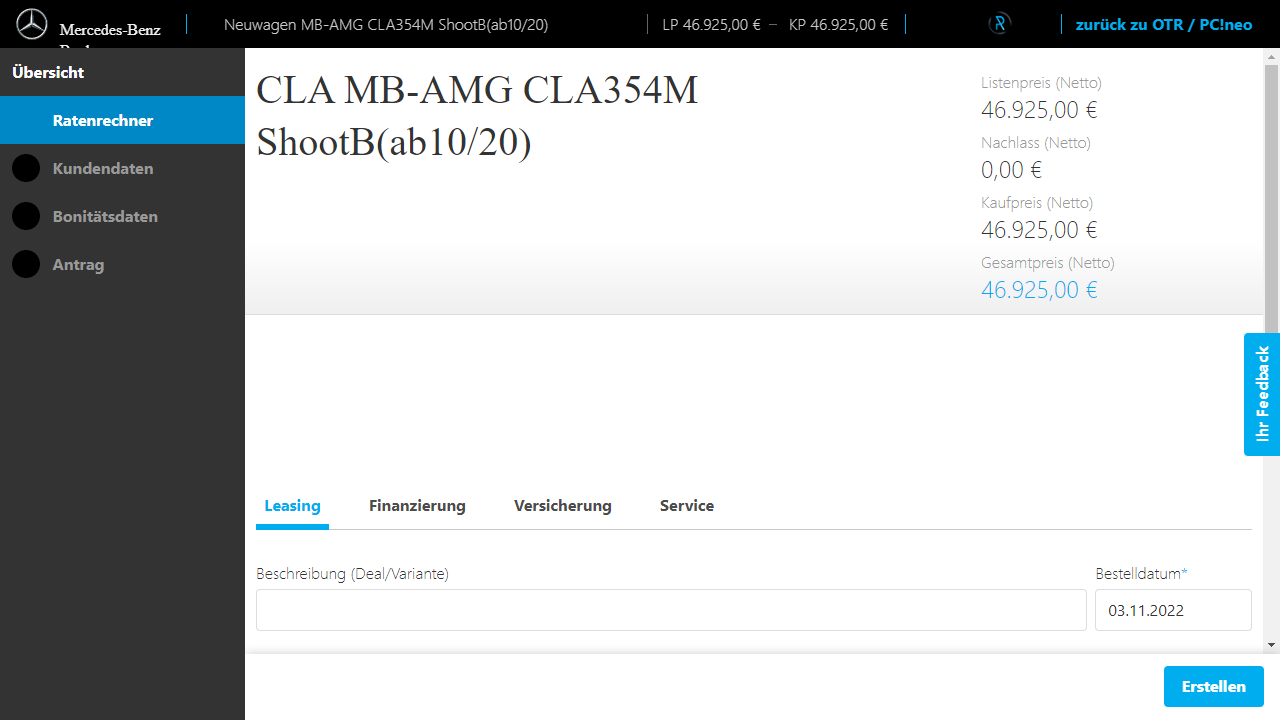 Mercedes-Benz
Neuwagen MB-AMG CLA354M ShootB(ab10/20)
LP 46.925,00 € – KP 46.925,00 €
zurück zu OTR / PC!neo
Übersicht
Ratenrechner
Kundendaten
Bonitätsdaten
Antrag
CLA MB-AMG CLA354M
ShootB(ab10/20)
Listenpreis (Netto)
46.925,00 €
Nachlass (Netto)
0,00 €
Kaufpreis (Netto)
46.925,00 €
Gesamtpreis (Netto)
46.925,00 €
Ihr Feedback
Leasing Finanzierung Versicherung Service
Beschreibung (Deal/Variante) Bestelldatum*
03.11.2022
Erstellen